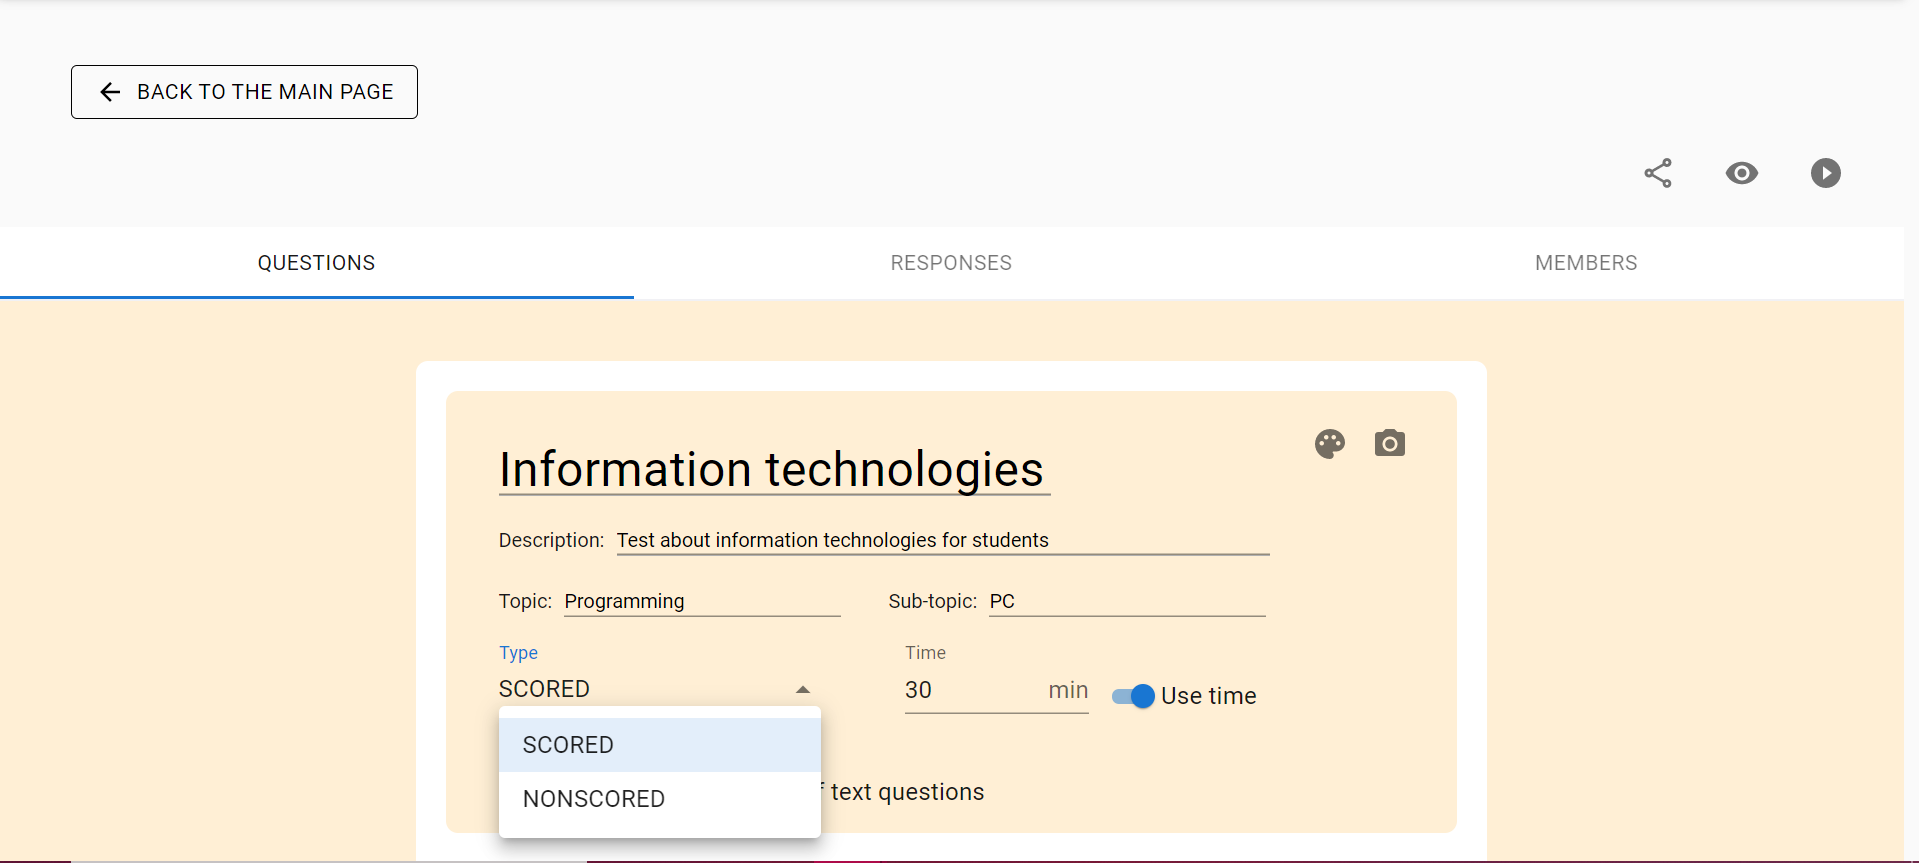 BACK TO THE MAIN PAGE
QUESTIONS RESPONSES MEMBERS
Information technologies
Description: Test about information technologies for students
Topic: Programming Sub-topic: PC
Type Time
SCORED 30 min Use time
SCORED
text questions
NONSCORED